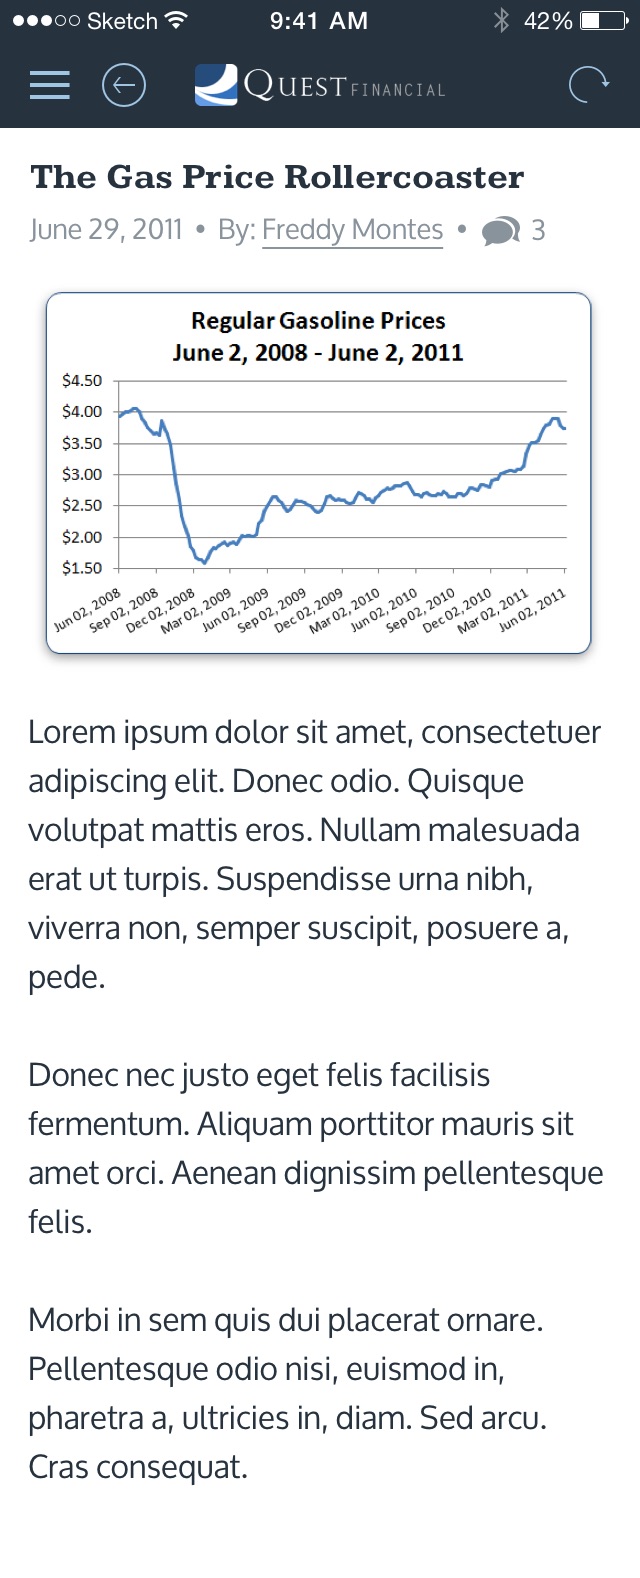 Sketch 9:41 AM 42%
QUEST FINANCIAL
The Gas Price Rollercoaster
June 29, 2011 • By: Freddy Montes • 3
Regular Gasoline Prices
June 2, 2008 - June 2, 2011
$4.50
$4.00
$3.50
$3.00
$2.50
$2.00
$1.50
Jun 02, 2008
Sep 02, 2008
Dec 02, 2008
Mar 02, 2009
Jun 02, 2009
Sep 02, 2009
Dec 02, 2009
Mar 02, 2010
Jun 02, 2010
Sep 02, 2010
Dec 02, 2010
Mar 02, 2011
Jun 02, 2011
Lorem ipsum dolor sit amet, consectetuer
adipiscing elit. Donec odio. Quisque
volutpat mattis eros. Nullam malesuada
erat ut turpis. Suspendisse urna nibh,
viverra non, semper suscipit, posuere a,
pede.
Donec nec justo eget felis facilisis
fermentum. Aliquam porttitor mauris sit
amet orci. Aenean dignissim pellentesque
felis.
Morbi in sem quis dui placerat ornare.
Pellentesque odio nisi, euismod in,
pharetra a, ultricies in, diam. Sed arcu.
Cras consequat.